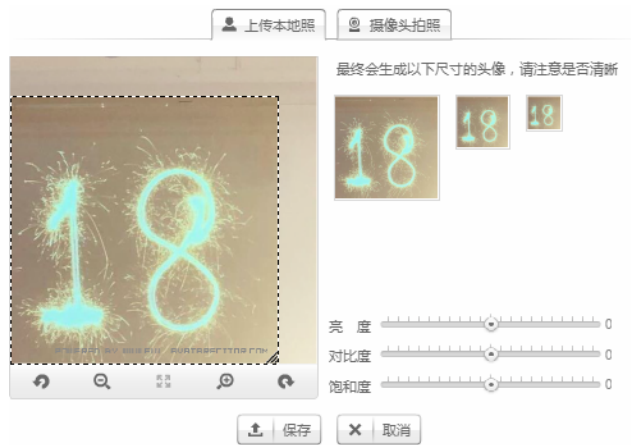 上传本地照 摄像头拍照
最终会生成以下尺寸的头像，请注意是否清晰
18
18 18 18
亮 度 0
对比度 0
饱和度 0
保存 取消